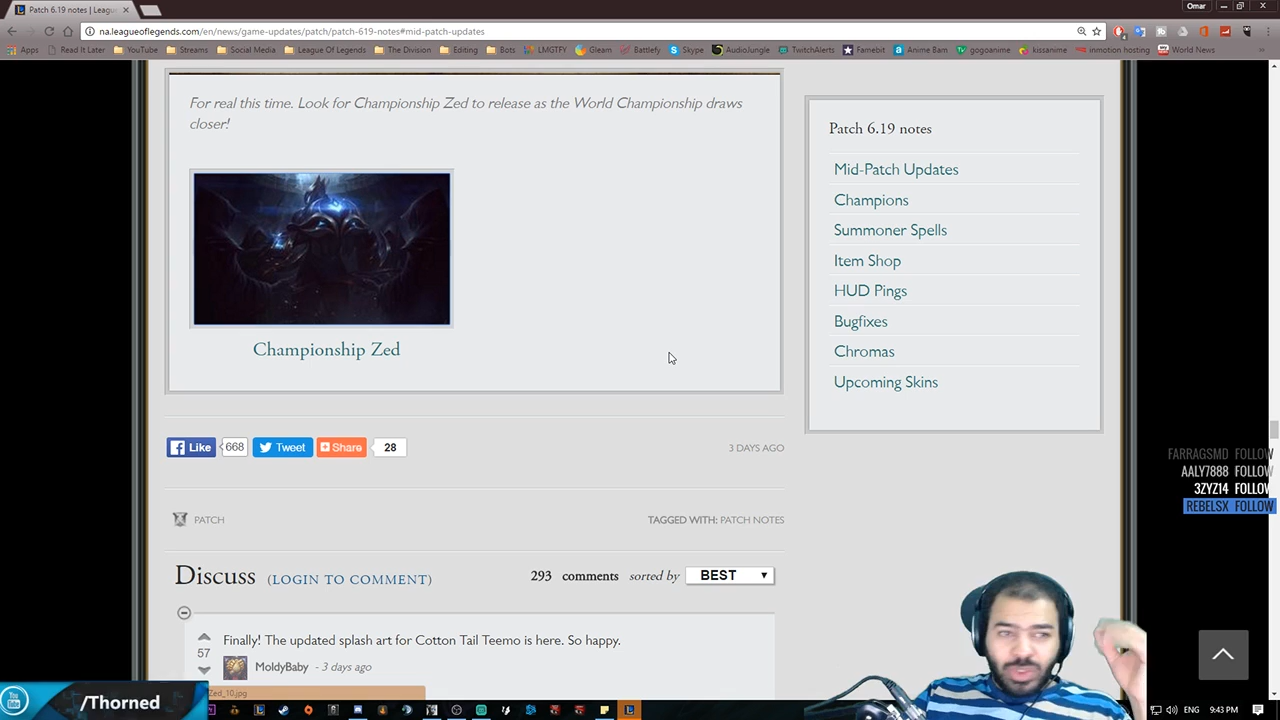 Patch 6.19 notes | Leagu
Omar
na.leagueoflegends.com/en/news/game-updates/patch/patch-619-notes#mid-patch-updates
Apps Read It Later YouTube Streams Social Media League Of Legends The Division Editing Bots LMGTFY Gleam Battlefy Skype AudioJungle TwitchAlerts Famebit Anime Bam gogoanime kissanime inmotion hosting World News
For real this time. Look for Championship Zed to release as the World Championship draws
closer!
Championship Zed
Patch 6.19 notes
Mid-Patch Updates
Champions
Summoner Spells
Item Shop
HUD Pings
Bugfixes
Chromas
Upcoming Skins
Like 668 Tweet Share 28
3 DAYS AGO
FARRAGSMD FOLLOW
AALY7888 FOLLOW
3ZYZ14 FOLLOW
REBELSX FOLLOW
PATCH
TAGGED WITH: PATCH NOTES
Discuss (LOGIN TO COMMENT)
293 comments sorted by BEST
Finally! The updated splash art for Cotton Tail Teemo is here. So happy.
57
MoldyBaby - 3 days ago
Zed_10.jpg
You Tube /Thorned
ENG 9:43 PM